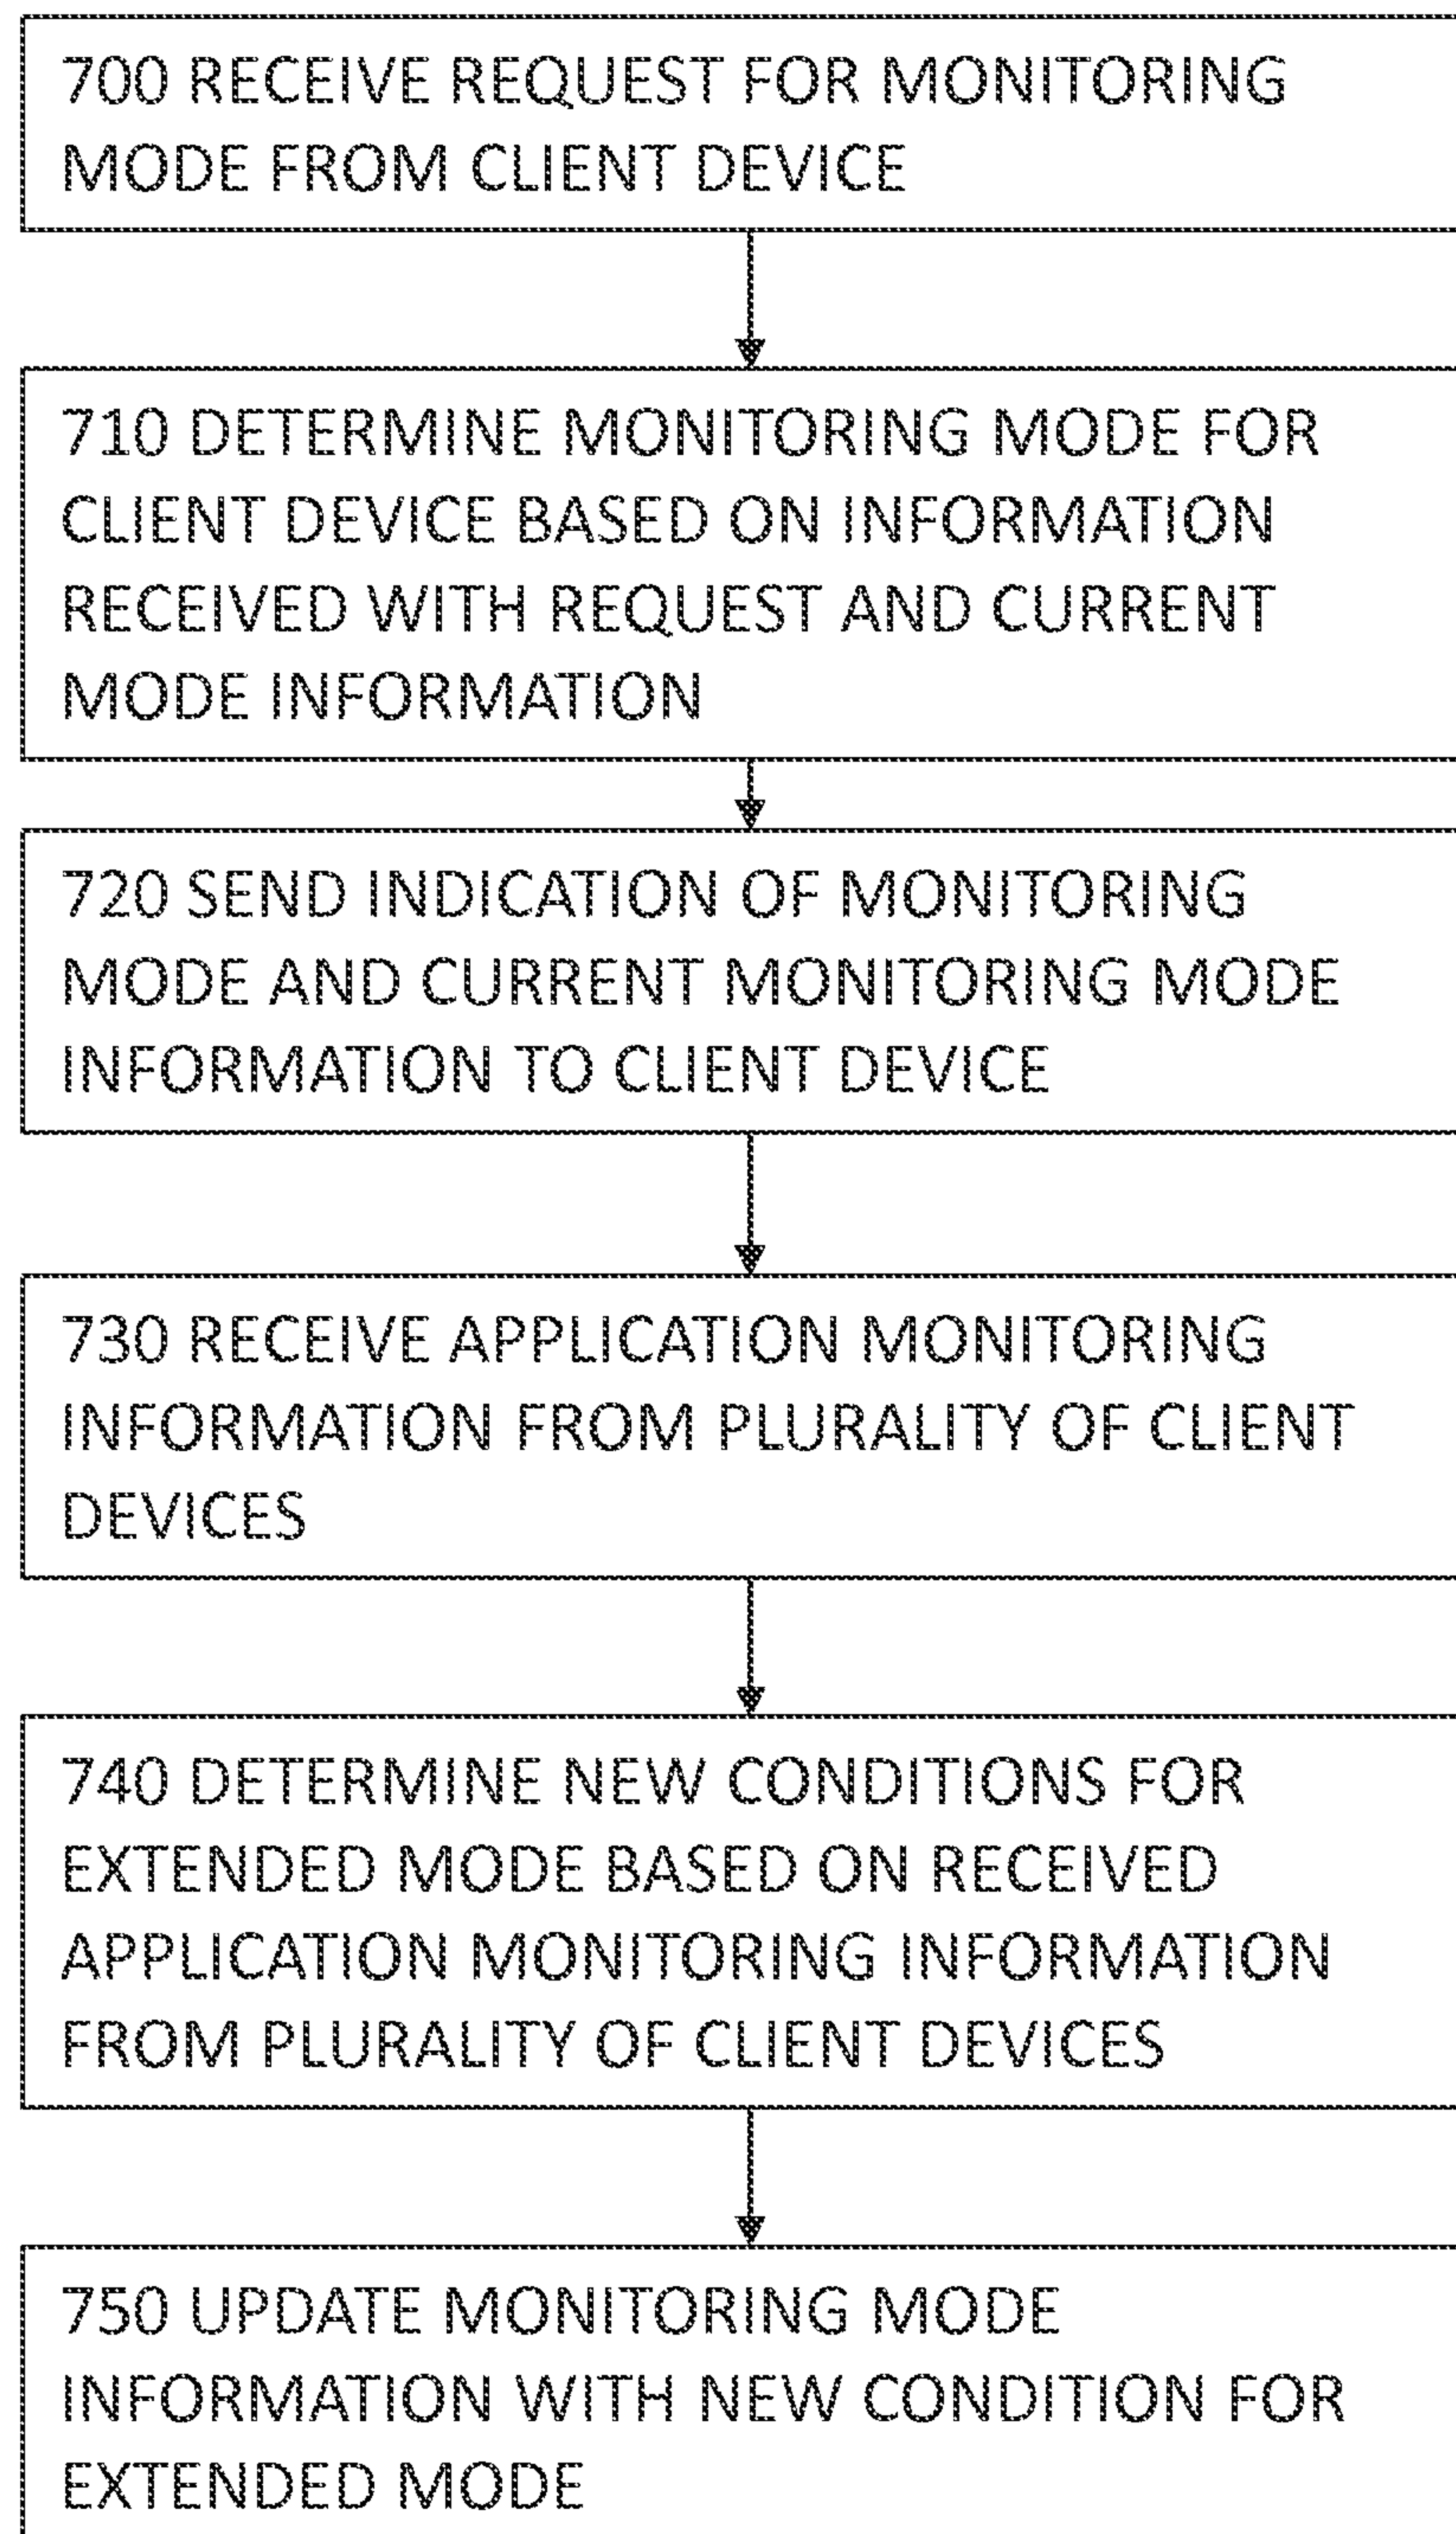 700 RECEIVE REQUEST FOR MONITORING
MODE FROM CLIENT DEVICE
710 DETERMINE MONITORING MODE FOR
CLIENT DEVICE BASED ON INFORMATION
RECEIVED WITH REQUEST AND CURRENT
MODE INFORMATION
720 SEND INDICATION OF MONITORING
MODE AND CURRENT MONITORING MODE
INFORMATION TO CLIENT DEVICE
730 RECEIVE APPLICATION MONITORING
INFORMATION FROM PLURALITY OF CLIENT
DEVICES
740 DETERMINE NEW CONDITIONS FOR
EXTENDED MODE BASED ON RECEIVED
APPLICATION MONITORING INFORMATION
FROM PLURALITY OF CLIENT DEVICES
750 UPDATE MONITORING MODE
INFORMATION WITH NEW CONDITION FOR
EXTENDED MODE